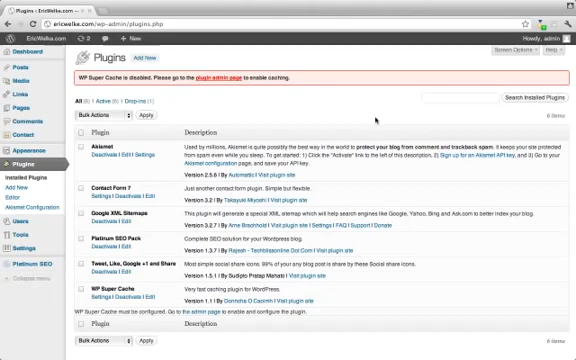 Plugins ‹ EricWelke.com
ericwelke.com/wp-admin/plugins.php
EricWelke.com 2 + New Howdy, admin
Screen Options Help
Dashboard
Posts
Media
Links
Pages
Comments
Contact
Appearance
Plugins
Installed Plugins
Add New
Editor
Akismet Configuration
Users
Tools
Settings
Platinum SEO
Collapse menu
Plugins Add New
WP Super Cache is disabled. Please go to the plugin admin page to enable caching.
All (6) | Active (6) | Drop-ins (1)
Search Installed Plugins
Bulk Actions Apply 6 items
Plugin Description
Akismet
Deactivate | Edit | Settings
Used by millions, Akismet is quite possibly the best way in the world to protect your blog from comment and trackback spam. It keeps your site protected
from spam even while you sleep. To get started: 1) Click the "Activate" link to the left of this description, 2) Sign up for an Akismet API key, and 3) Go to your
Akismet configuration page, and save your API key.
Version 2.5.6 | By Automattic | Visit plugin site
Contact Form 7
Settings | Deactivate | Edit
Just another contact form plugin. Simple but flexible.
Version 3.2 | By Takayuki Miyoshi | Visit plugin site
Google XML Sitemaps
Deactivate | Edit
This plugin will generate a special XML sitemap which will help search engines like Google, Yahoo, Bing and Ask.com to better index your blog.
Version 3.2.7 | By Arne Brachhold | Visit plugin site | Settings | FAQ | Support | Donate
Platinum SEO Pack
Deactivate | Edit
Complete SEO solution for your Wordpress blog.
Version 1.3.7 | By Rajesh - Techblissonline Dot Com | Visit plugin site
Tweet, Like, Google +1 and Share
Deactivate | Edit
Most simple social share icons. 99% of any blog post is share by these Social share icons.
Version 1.5.1 | By Sudipto Pratap Mahato | Visit plugin site
WP Super Cache
Settings | Deactivate | Edit
Very fast caching plugin for WordPress.
Version 1.1 | By Donncha O Caoimh | Visit plugin site
WP Super Cache must be configured. Go to the admin page to enable and configure the plugin.
Plugin Description
Bulk Actions Apply 6 items